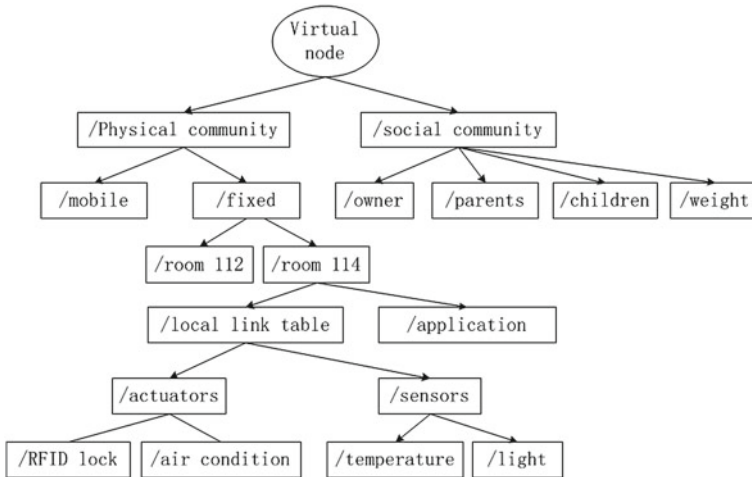 Virtual
node
/Physical community
/social community
/mobile
/fixed
/owner
/parents
/children
/weight
/room 112
/room 114
/local link table
/application
/actuators
/sensors
/RFID lock
/air condition
/temperature
/light